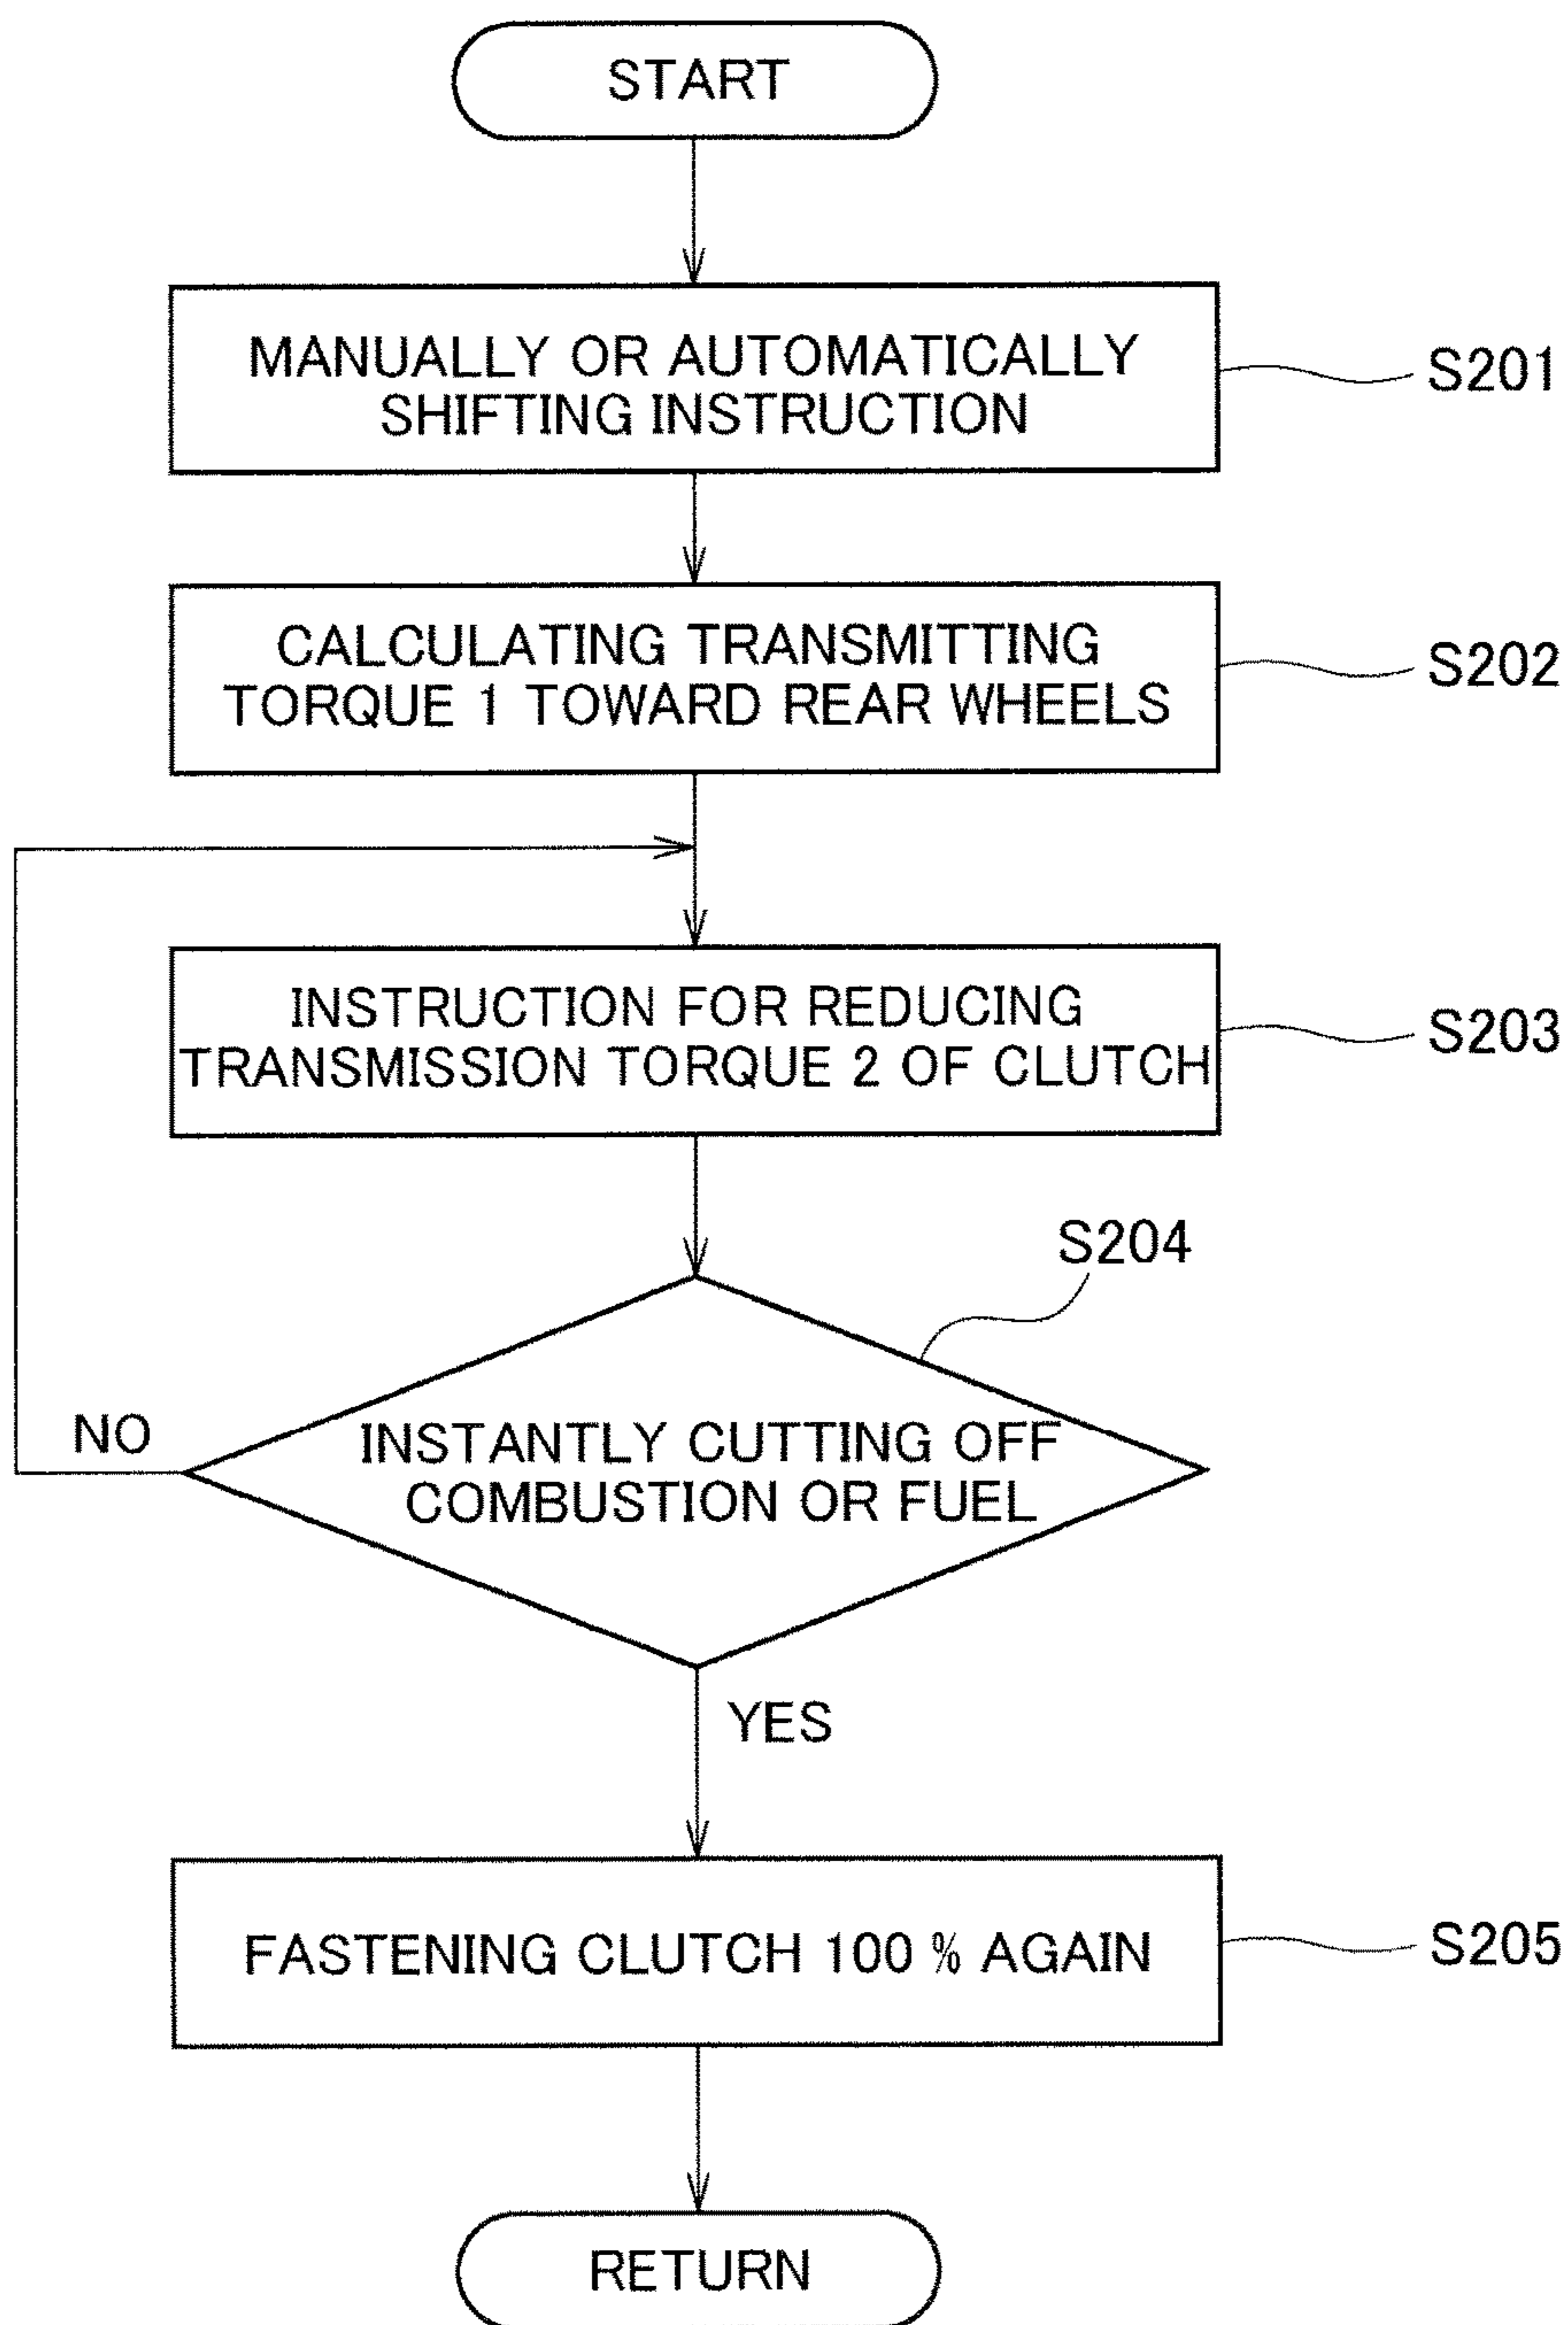 START
MANUALLY OR AUTOMATICALLY
SHIFTING INSTRUCTION
S201
CALCULATING TRANSMITTING
TORQUE 1 TOWARD REAR WHEELS
S202
INSTRUCTION FOR REDUCING
TRANSMISSION TORQUE 2 OF CLUTCH
S203
S204
INSTANTLY CUTTING OFF
COMBUSTION OR FUEL
NO
YES
FASTENING CLUTCH 100 % AGAIN
S205
RETURN